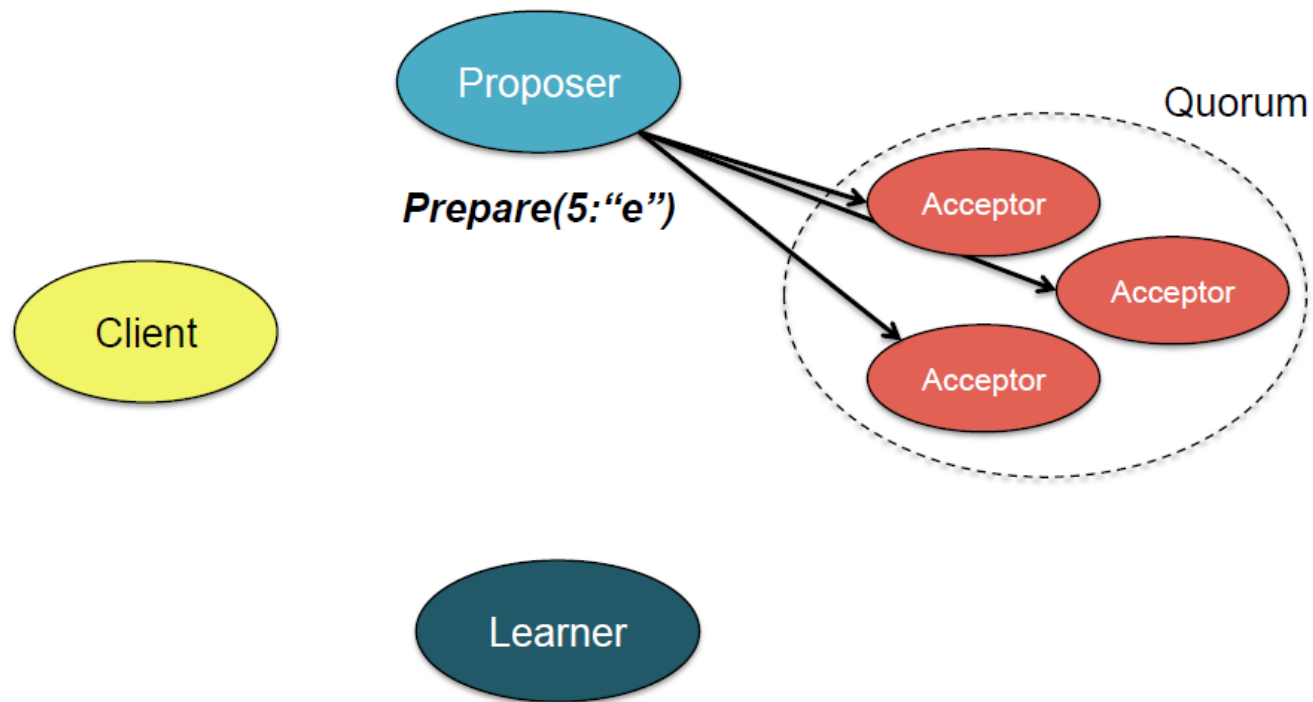 Proposer
Quorum
Acceptor
Prepare(5:“e”)
Acceptor
Client
Acceptor
Learner